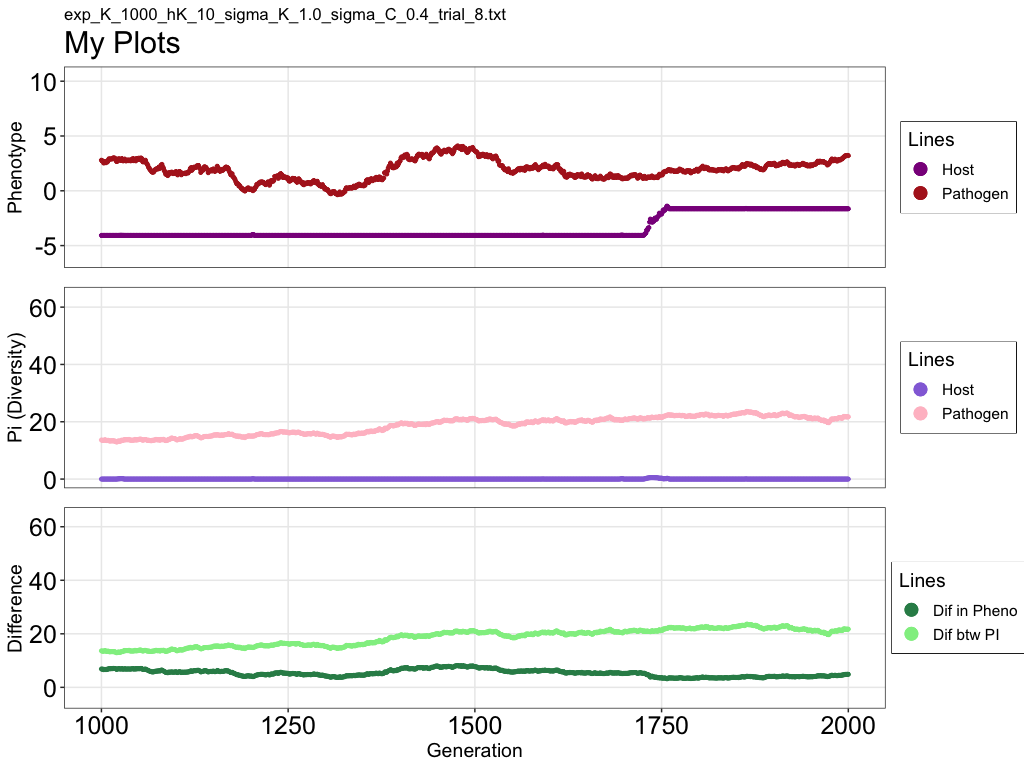 exp_K_1000_hK_10_sigma_K_1.0_sigma_C_0.4_trial_8.txt
My Plots
Phenotype
10
5
0
-5
Lines
Host
Pathogen
Pi (Diversity)
60
40
20
0
Lines
Host
Pathogen
Difference
60
40
20
0
Lines
Dif in Pheno
Dif btw PI
1000 1250 1500 1750 2000
Generation